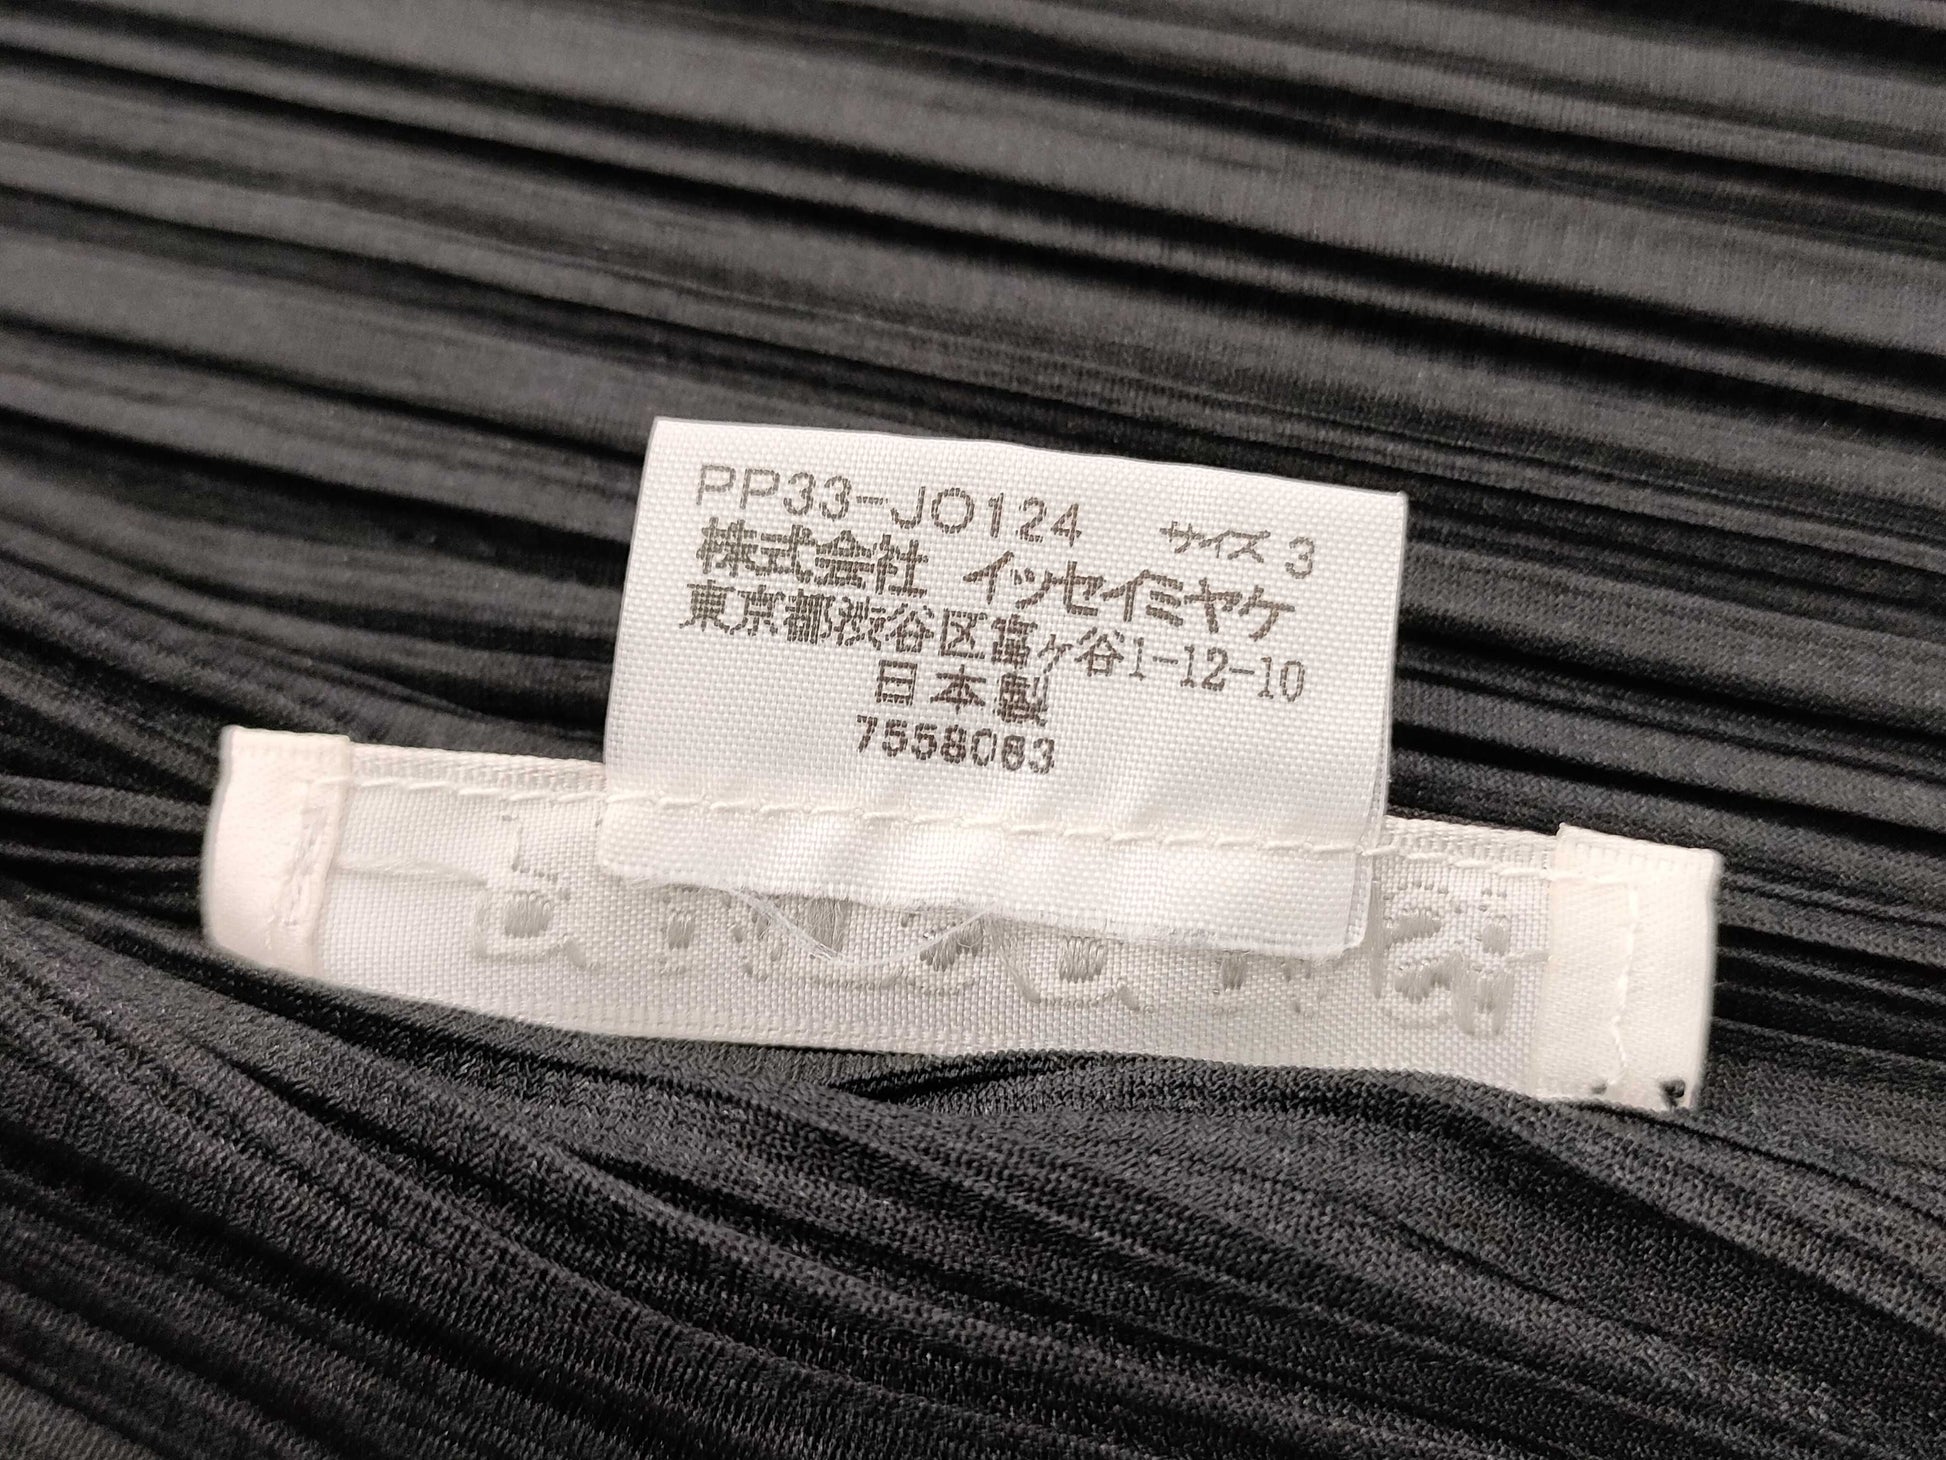 PP33-JO124 サイズ 3
株式会社 イッセイミヤケ
東京都渋谷区富ヶ谷1-12-10
日本製
7558083